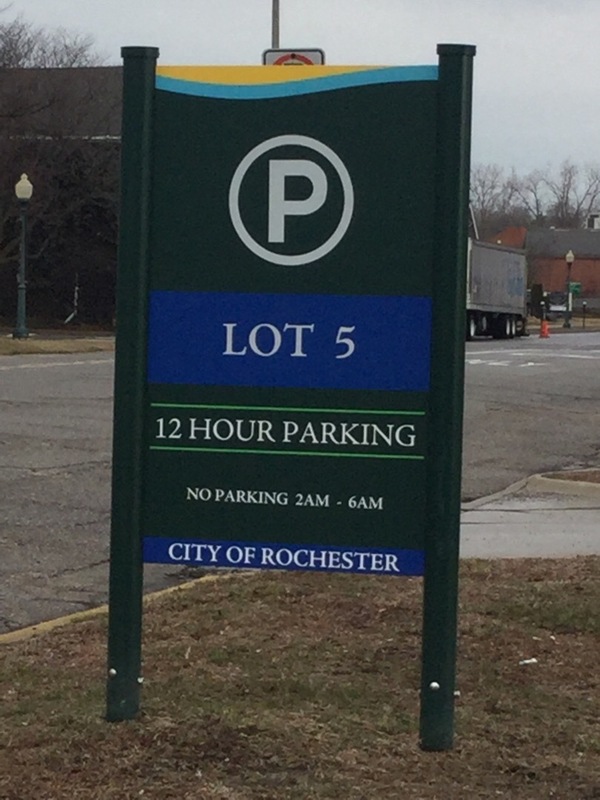 P
LOT 5
12 HOUR PARKING
NO PARKING 2AM - 6AM
CITY OF ROCHESTER